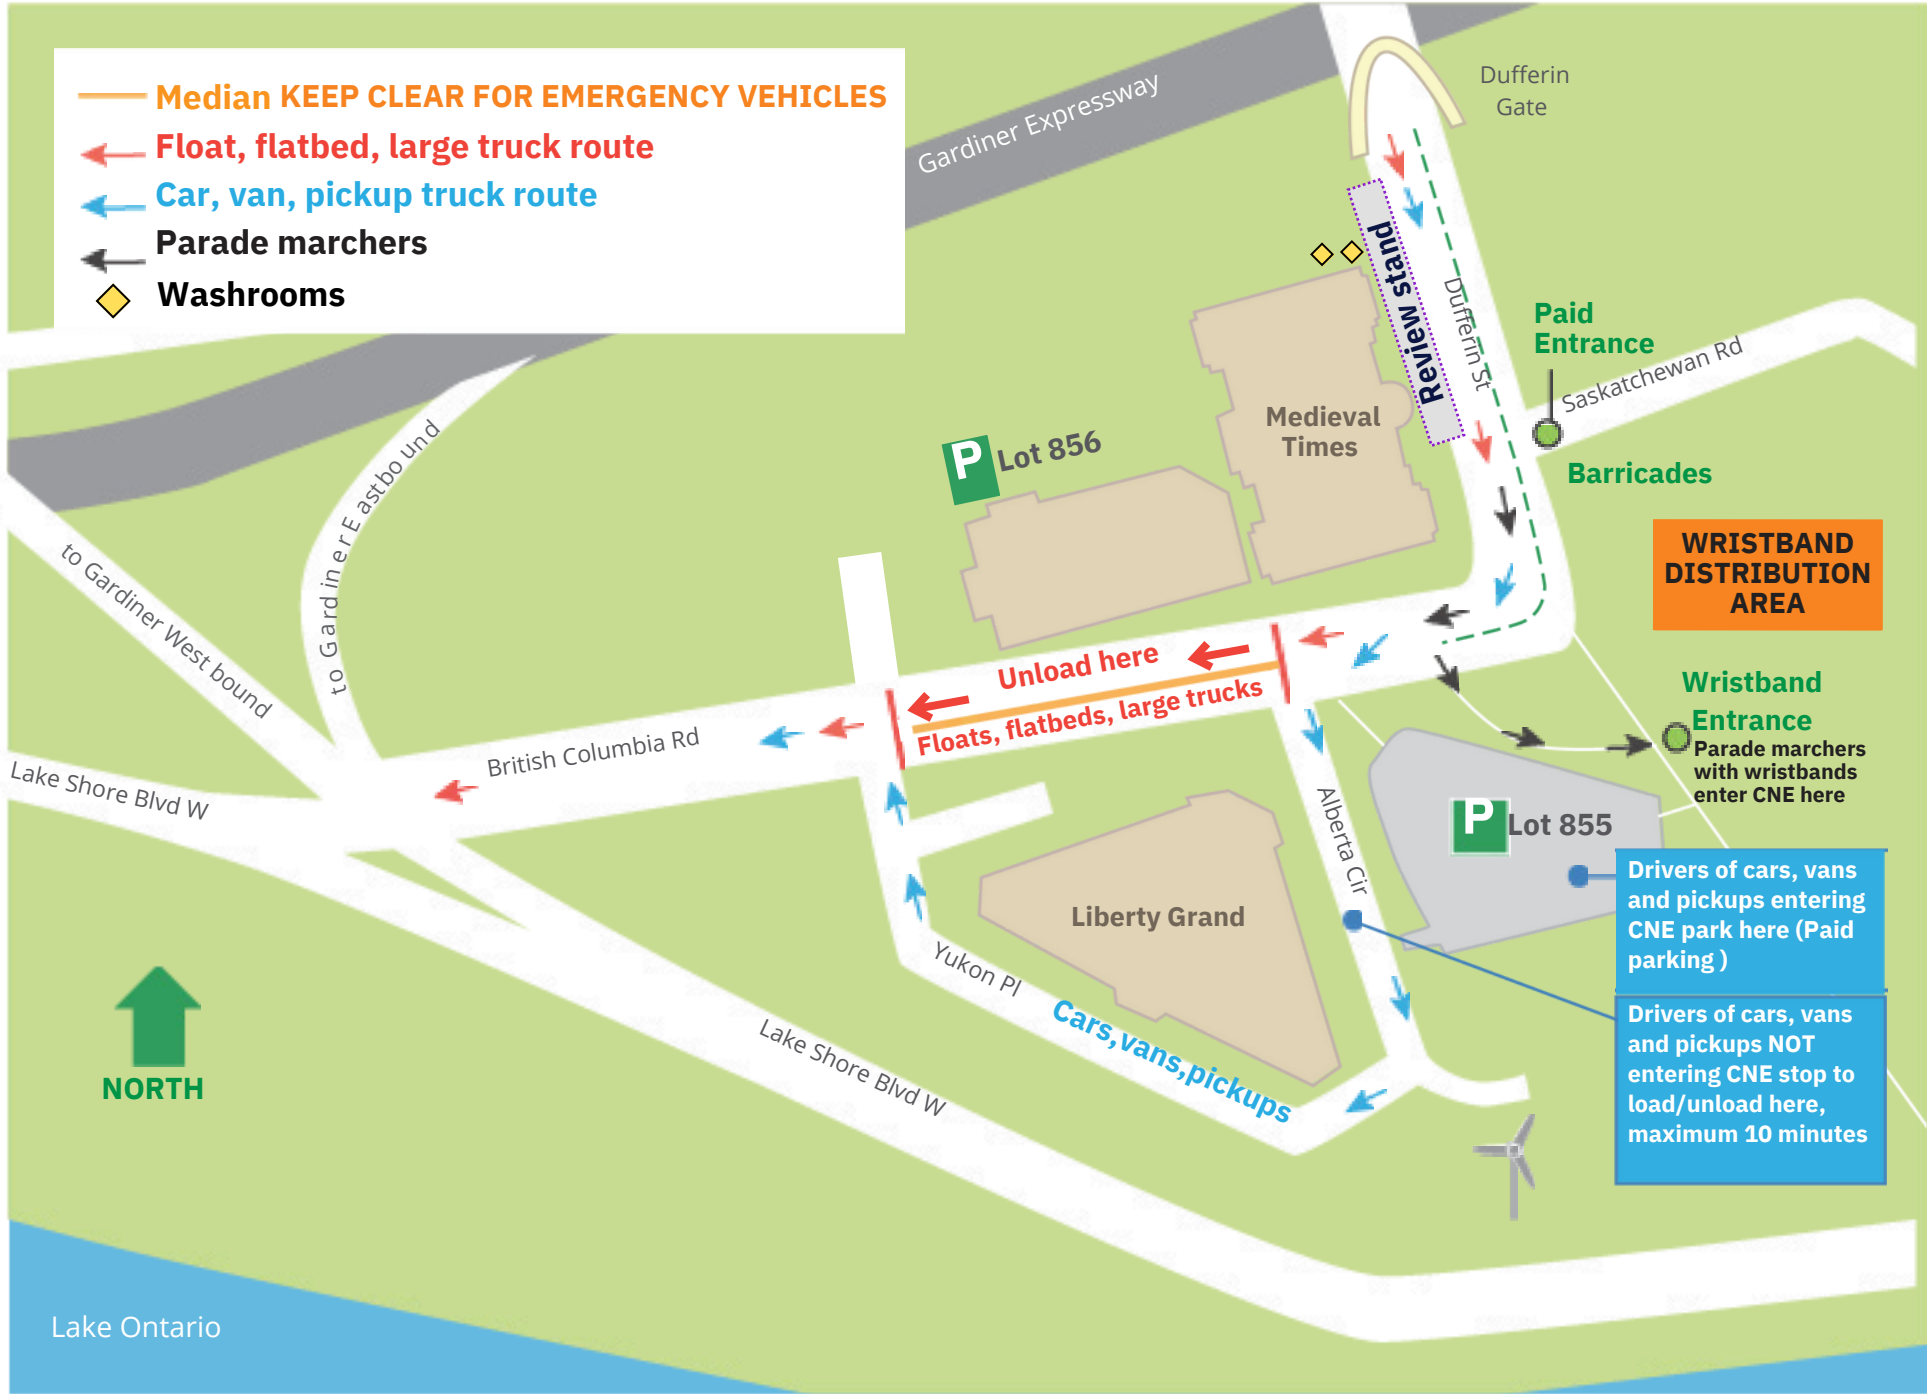 Median KEEP CLEAR FOR EMERGENCY VEHICLES
Float, flatbed, large truck route
Car, van, pickup truck route
Parade marchers
Washrooms
Gardiner Expressway
Dufferin
Gate
Review stand
Dufferin St
Paid
Entrance
Saskatchewan Rd
Barricades
Medieval
Times
P Lot 856
WRISTBAND
DISTRIBUTION
AREA
to Gardiner Eastbo und
to Gardiner West bound
Unload here
Floats, flatbeds, large trucks
Wristband
Entrance
Parade marchers
with wristbands
enter CNE here
British Columbia Rd
Lake Shore Blvd W
Alberta Cir
P Lot 855
Drivers of cars, vans
and pickups entering
CNE park here (Paid
parking )
Liberty Grand
Yukon Pl
Cars,vans,pickups
Drivers of cars, vans
and pickups NOT
entering CNE stop to
load/unload here,
maximum 10 minutes
Lake Shore Blvd W
NORTH
Lake Ontario